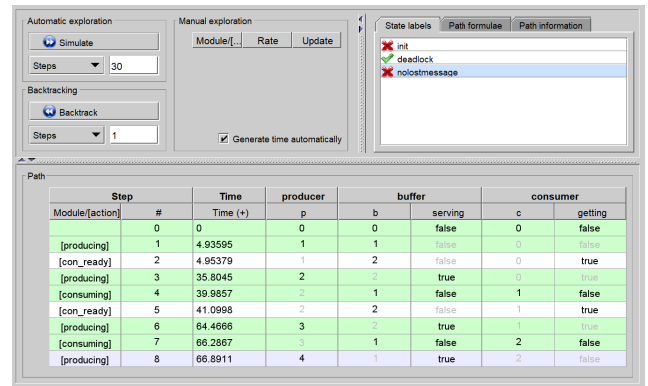 Automatic exploration
Simulate
Steps 30
Backtracking
Backtrack
Steps 1
Manual exploration
Module/[... Rate Update
Generate time automatically
State labels Path formulae Path information
init
deadlock
nolostmessage
Path
Step Time producer buffer consumer
Module/[action] # Time (+) p b serving c getting
0 0 0 0 false 0 false
[producing] 1 4.93595 1 1 false 0 false
[con_ready] 2 4.95379 1 2 false 0 true
[producing] 3 35.8045 2 2 true 0 true
[consuming] 4 39.9857 2 1 false 1 false
[con_ready] 5 41.0998 2 2 false 1 true
[producing] 6 64.4666 3 2 true 1 true
[consuming] 7 66.2867 3 1 false 2 false
[producing] 8 66.8911 4 1 true 2 false